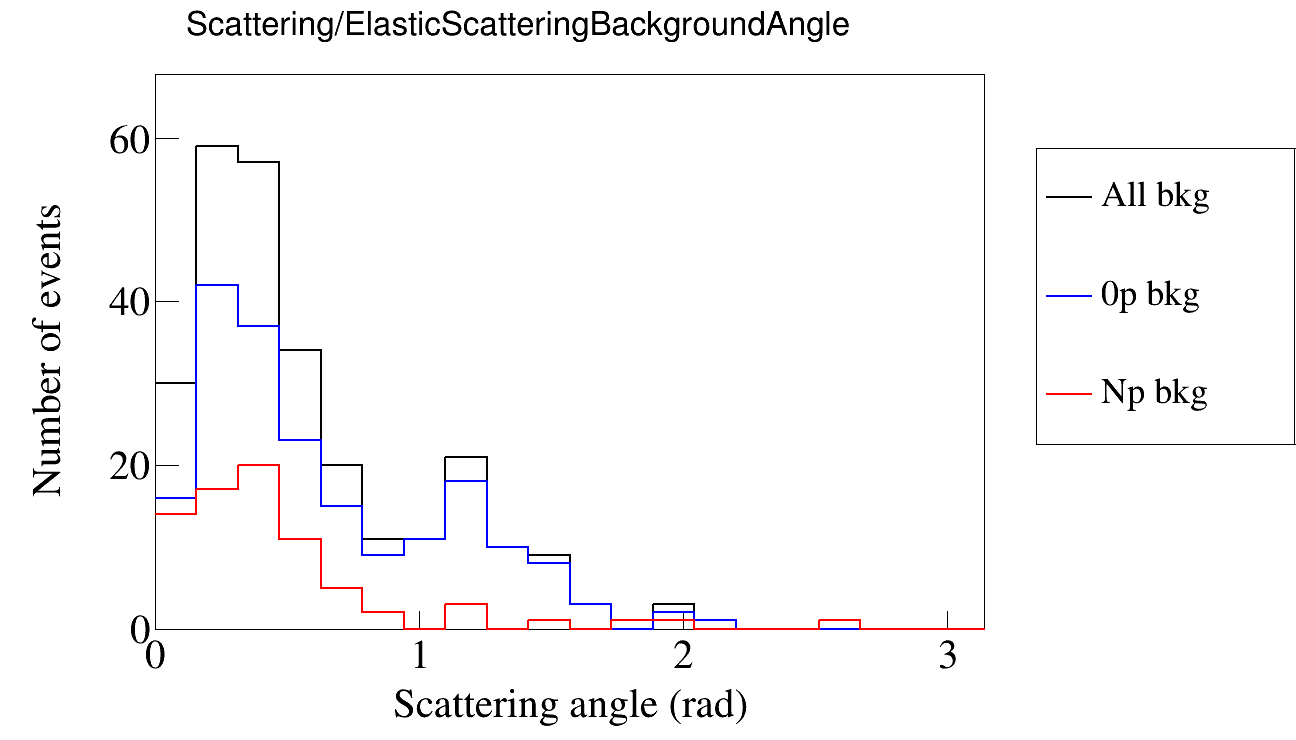 Scattering/ElasticScatteringBackgroundAngle
Number of events
60
40
20
0
0 1 2 3
Scattering angle (rad)
All bkg
0p bkg
Np bkg